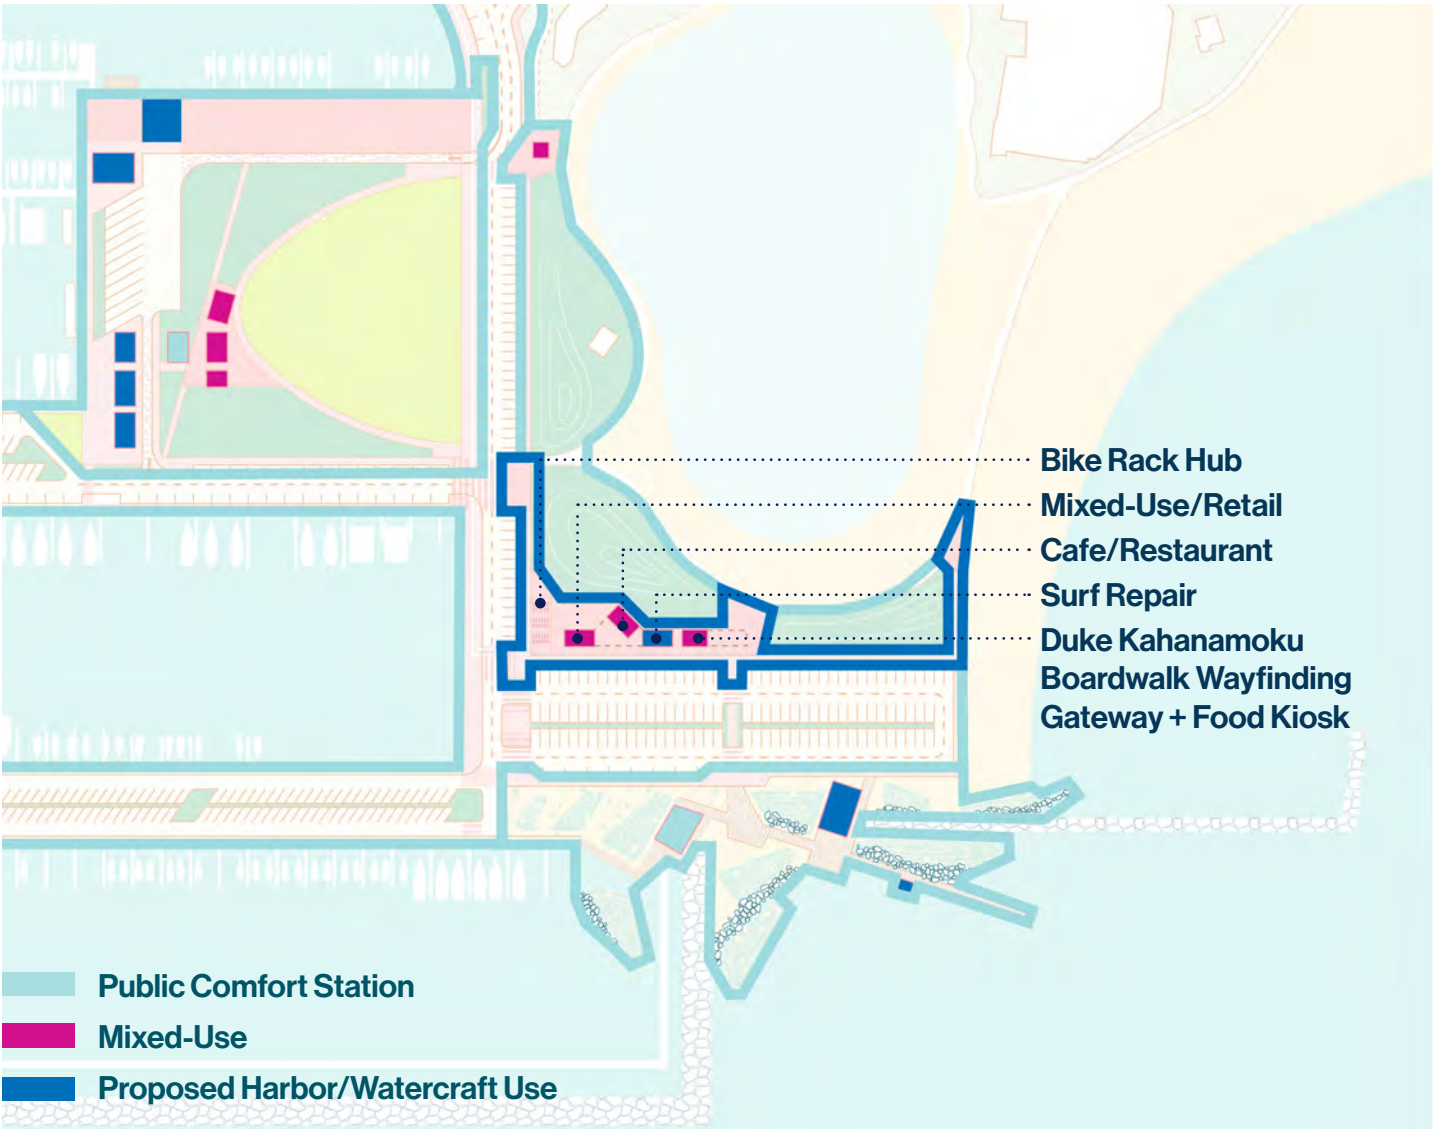 Bike Rack Hub
Mixed-Use/Retail
Cafe/Restaurant
Surf Repair
Duke Kahanamoku
Boardwalk Wayfinding
Gateway + Food Kiosk
Public Comfort Station
Mixed-Use
Proposed Harbor/Watercraft Use